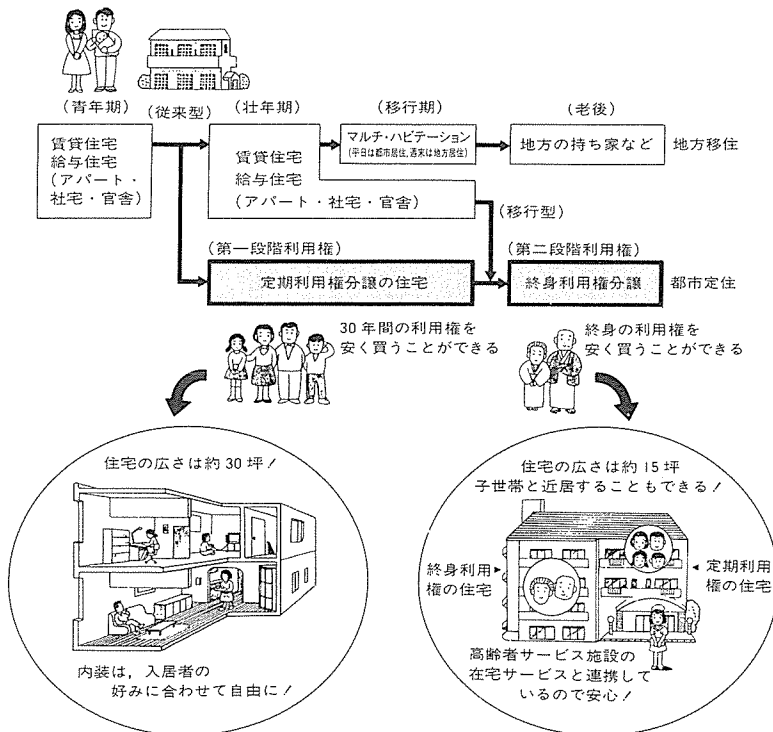 (青年期)
(従来型)
(壮年期)
(移行期)
(老後)
賃貸住宅
給与住宅
(アパート・
社宅・官舎)
賃貸住宅
給与住宅
(アパート・社宅・官舎)
マルチ・ハビテーション
(平日は都市居住, 週末は地方居住)
地方の持ち家など
地方移住
(移行型)
(第一段階利用権)
(第二段階利用権)
定期利用権分譲の住宅
終身利用権分譲
都市定住
30年間の利用権を
安く買うことができる
終身の利用権を
安く買うことができる
住宅の広さは約30坪!
内装は,入居者の
好みに合わせて自由に!
住宅の広さは約15坪
子世帯と近居することもできる!
終身利用
権の住宅
定期利用
権の住宅
高齢者サービス施設の
在宅サービスと連携して
いるので安心!